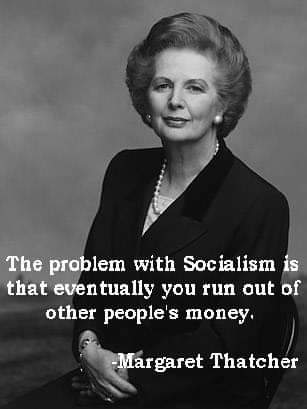 The problem with Socialism is
that eventually you run out of
other people's money.
-Margaret Thatcher